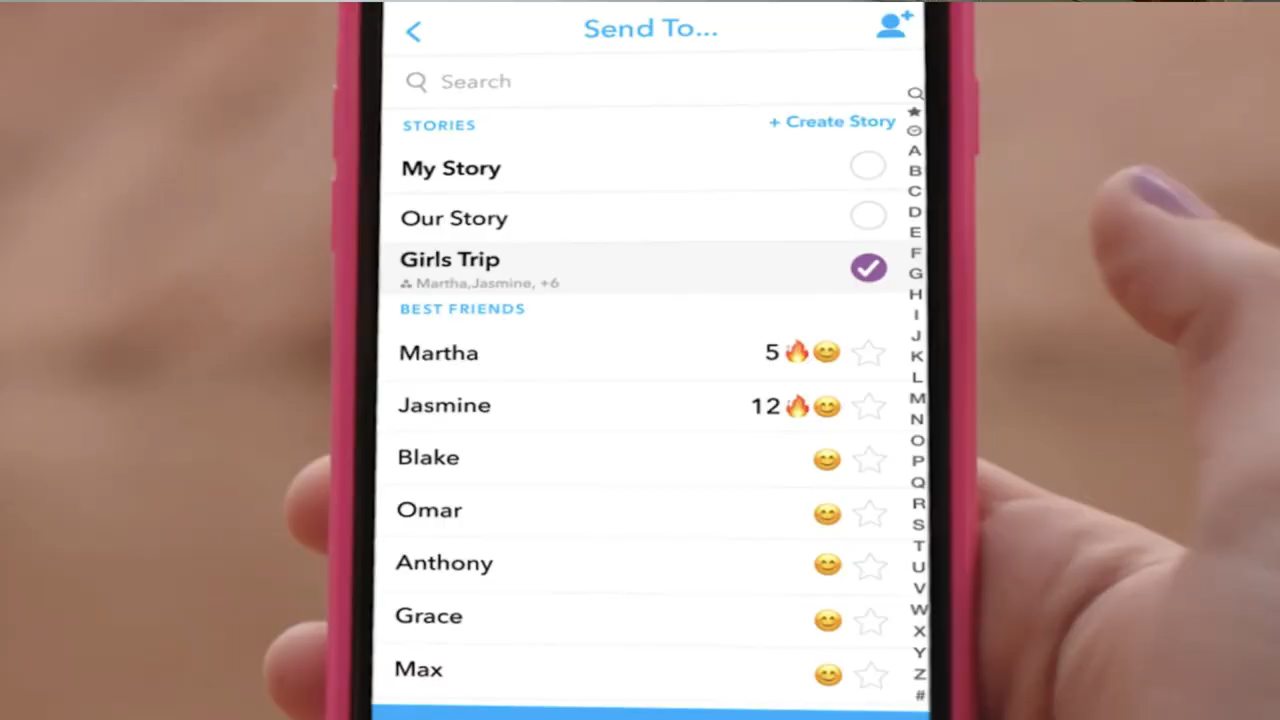 Send To...
Search
STORIES + Create Story
My Story
Our Story
Girls Trip
Martha,Jasmine, +6
BEST FRIENDS
Martha 5🔥😊
Jasmine 12🔥😊
Blake 😊
Omar 😊
Anthony 😊
Grace 😊
Max 😊
A
B
C
D
E
F
G
H
I
J
K
L
M
N
O
P
Q
R
S
T
U
V
W
X
Y
Z
#